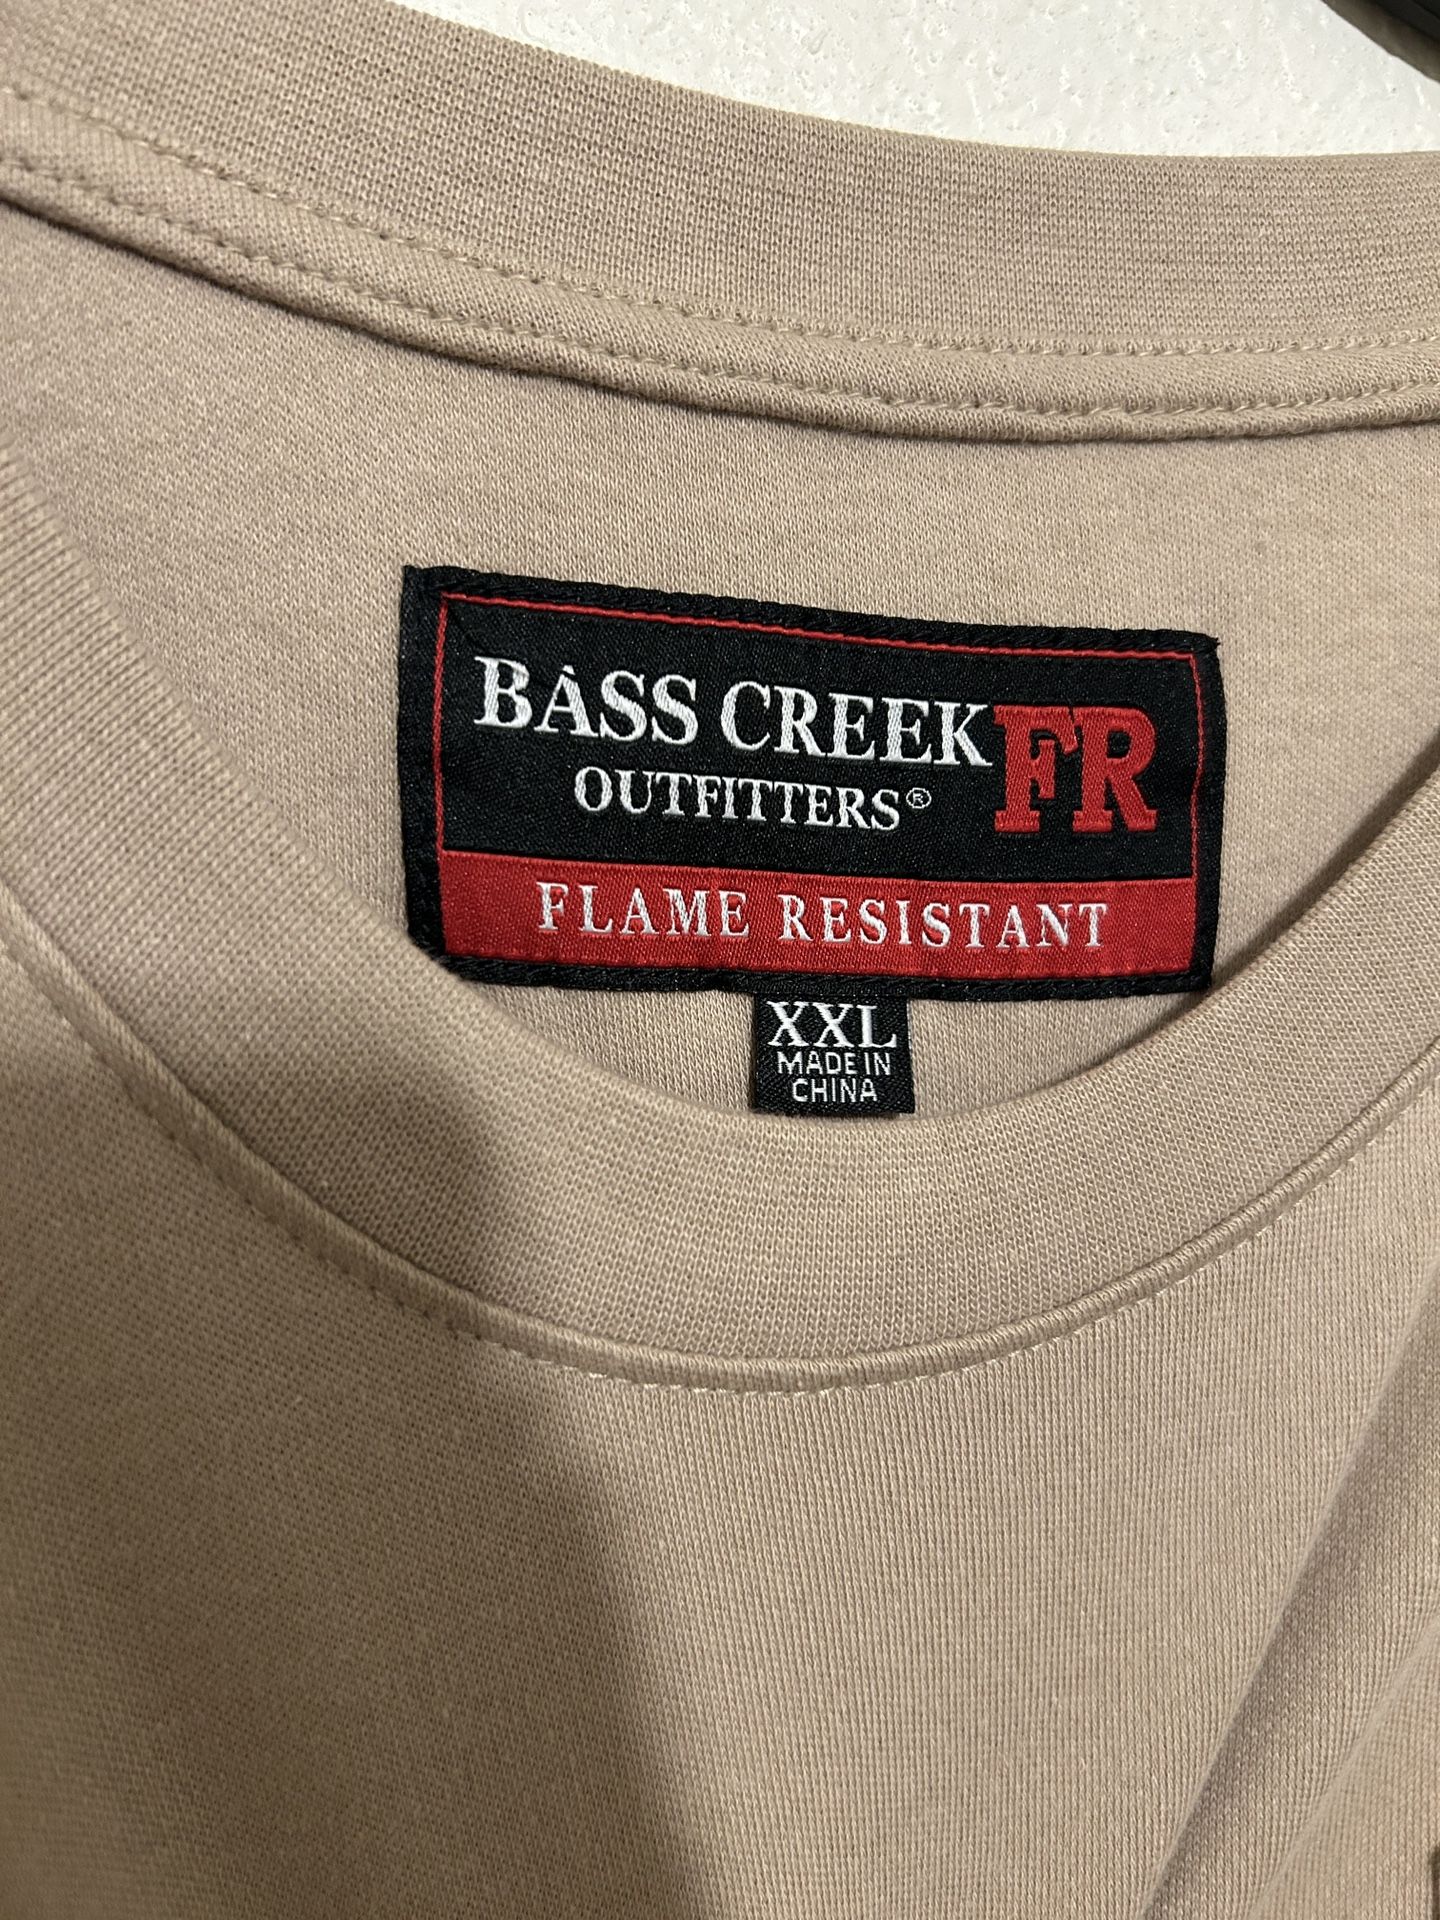 BASS CREEK FR
OUTFITTERS®
FLAME RESISTANT
XXL
MADE IN
CHINA